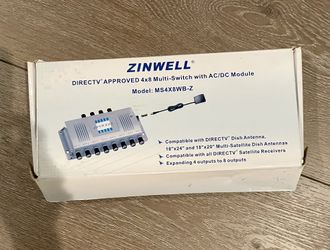 ZINWELL®
DIRECTV® APPROVED 4x8 Multi-Switch with AC/DC Module
Model: MS4X8WB-Z
ZINWELL
• Compatible with DIRECTV® Dish Antenna,
18"x24" and 18"x20" Multi-Satellite Dish Antennas
• Compatible with all DIRECTV® Satellite Receivers
• Expanding 4 outputs to 8 outputs